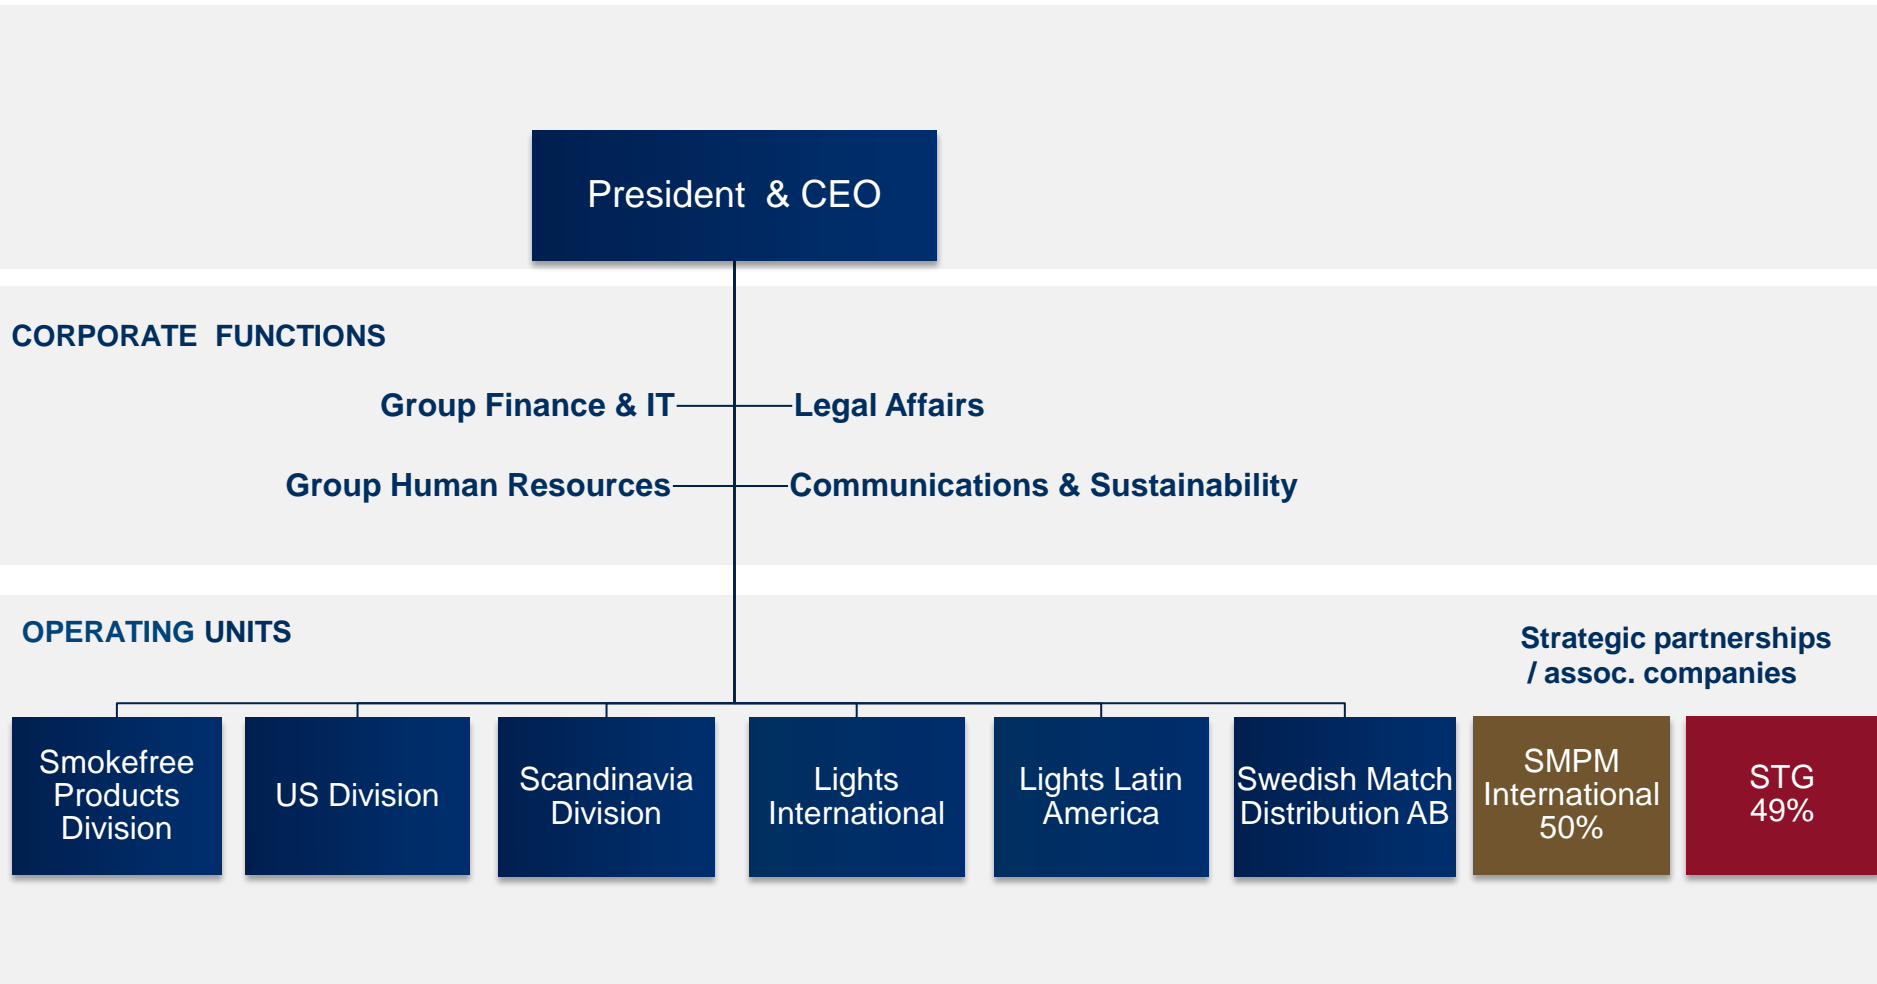 President & CEO
CORPORATE FUNCTIONS
Group Finance & IT
Legal Affairs
Group Human Resources
Communications & Sustainability
OPERATING UNITS
Strategic partnerships
/ assoc. companies
Smokefree
Products
Division
US Division
Scandinavia
Division
Lights
International
Lights Latin
America
Swedish Match
Distribution AB
SMPM
International
50%
STG
49%